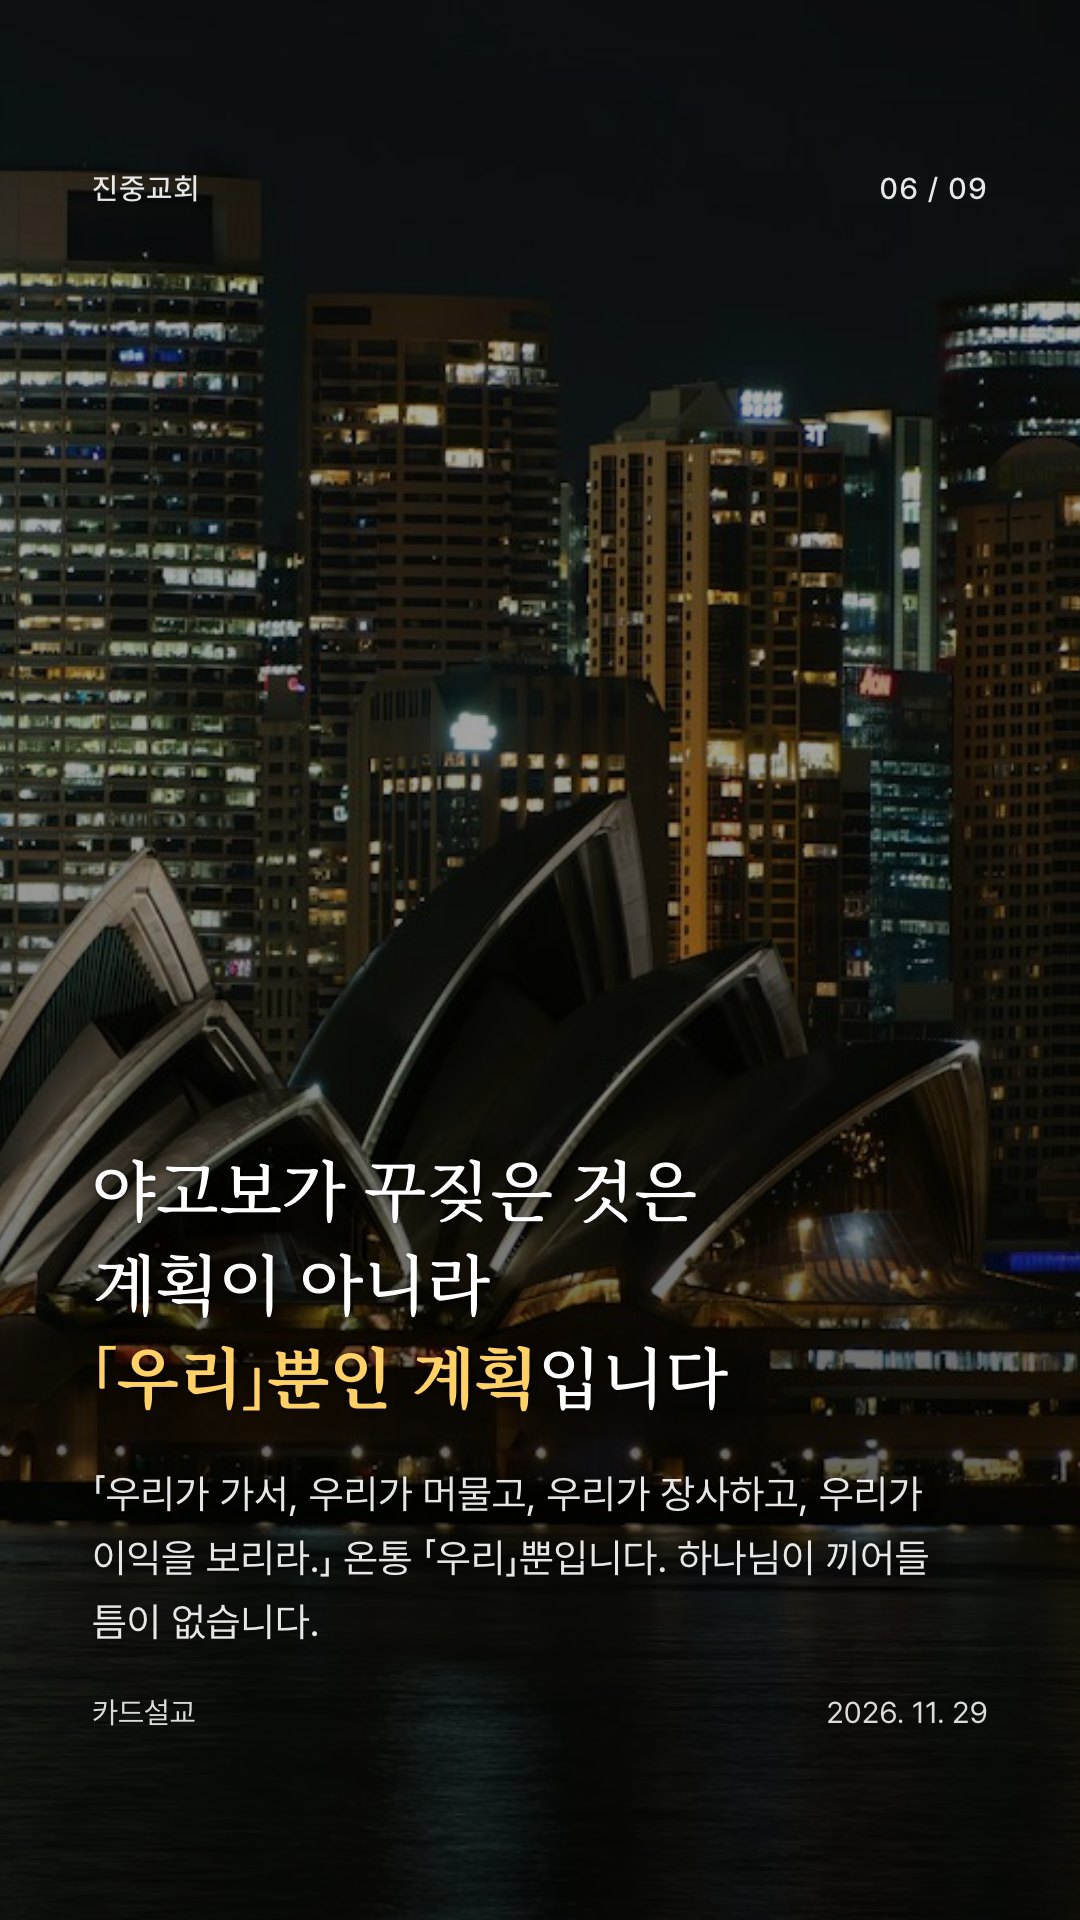 진중교회
06 / 09
Aon
야고보가 꾸짖은 것은
계획이 아니라
「우리」뿐인 계획입니다
「우리가 가서, 우리가 머물고, 우리가 장사하고, 우리가
이익을 보리라.」 온통 「우리」뿐입니다. 하나님이 끼어들
틈이 없습니다.
카드설교
2026. 11. 29